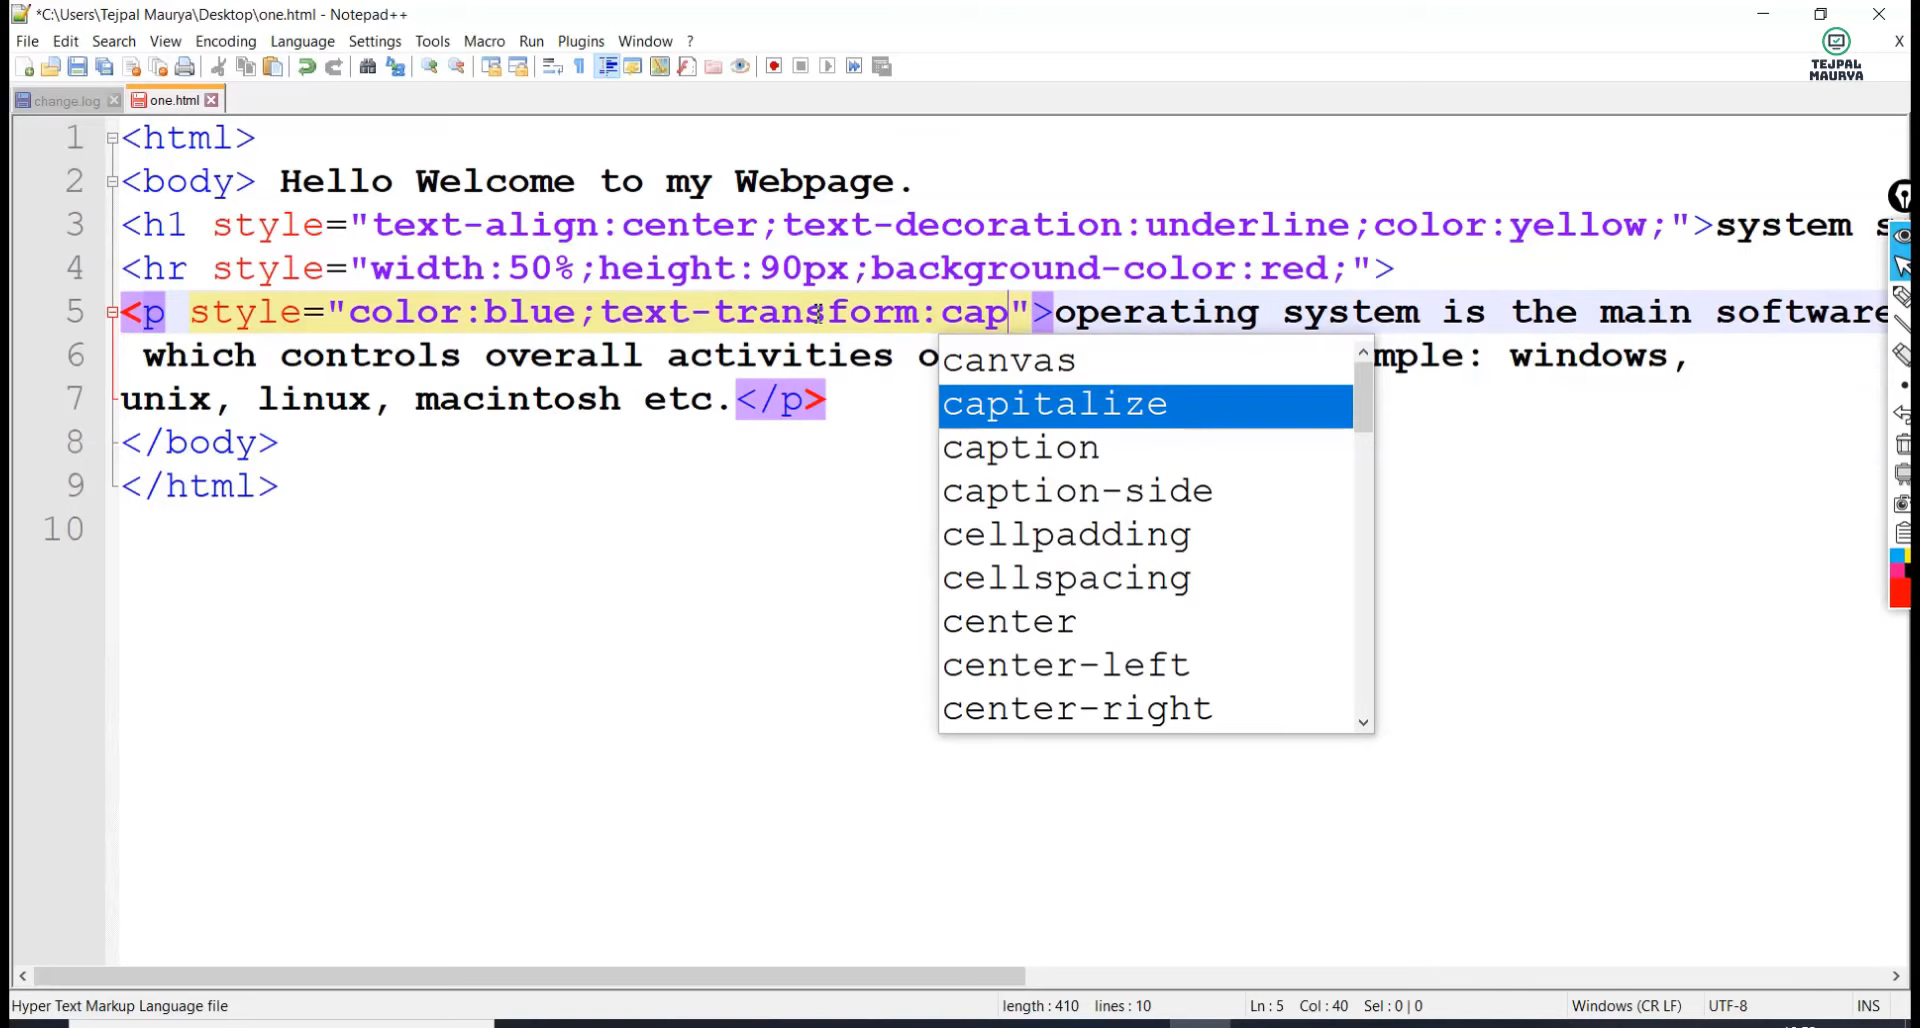 *C:\Users\Tejpal Maurya\Desktop\one.html - Notepad++
File Edit Search View Encoding Language Settings Tools Macro Run Plugins Window ? X
TEJPAL
MAURYA
change.log one.html
1 <html>
2 <body> Hello Welcome to my Webpage.
3 <h1 style="text-align:center;text-decoration:underline;color:yellow;">system s
4 <hr style="width:50%;height:90px;background-color:red;">
5 <p style="color:blue;text-transform:cap">operating system is the main software
6 which controls overall activities o mple: windows,
7 unix, linux, macintosh etc.</p>
8 </body>
9 </html>
10
canvas
capitalize
caption
caption-side
cellpadding
cellspacing
center
center-left
center-right
Hyper Text Markup Language file length : 410 lines : 10 Ln : 5 Col : 40 Sel : 0 | 0 Windows (CR LF) UTF-8 INS